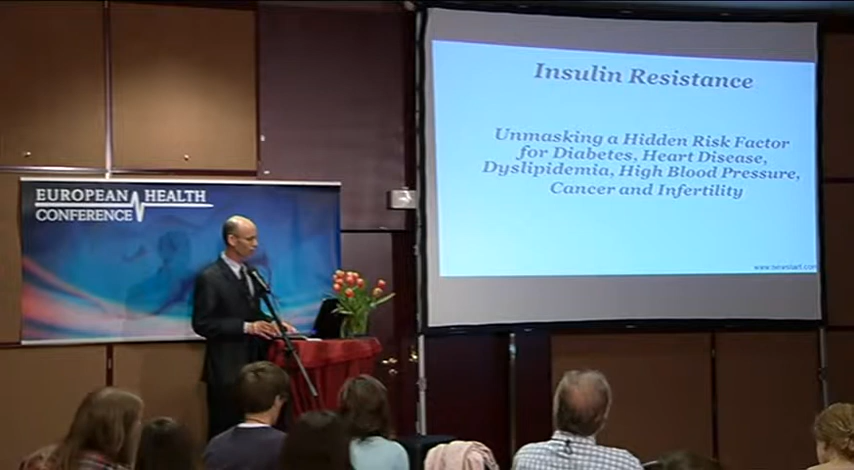 EUROPEAN HEALTH
CONFERENCE
Insulin Resistance
Unmasking a Hidden Risk Factor
for Diabetes, Heart Disease,
Dyslipidemia, High Blood Pressure,
Cancer and Infertility
www.newstart.com